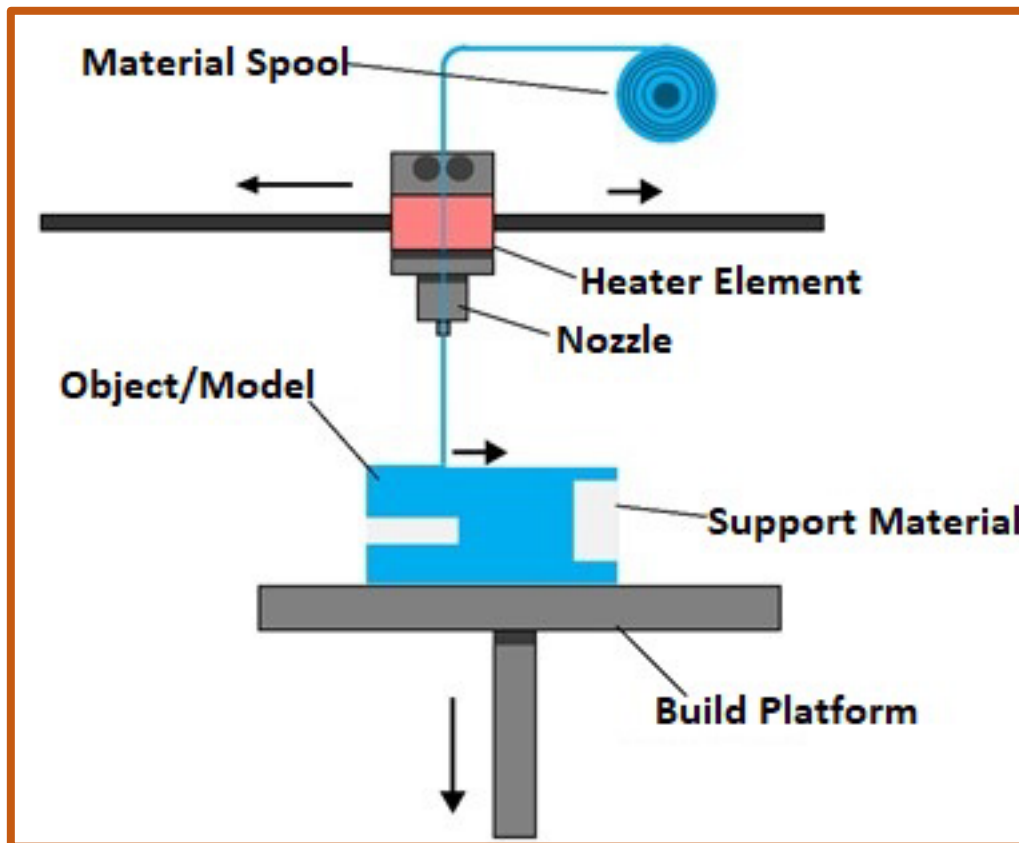 Material Spool
Heater Element
Nozzle
Object/Model
Support Material
Build Platform